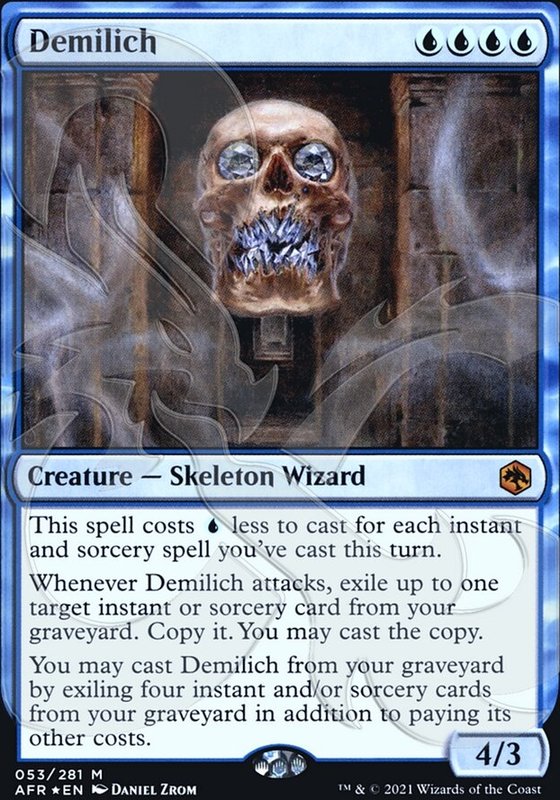 Demilich
Creature — Skeleton Wizard
This spell costs less to cast for each instant
and sorcery spell you've cast this turn.
Whenever Demilich attacks, exile up to one
target instant or sorcery card from your
graveyard. Copy it. You may cast the copy.
You may cast Demilich from your graveyard
by exiling four instant and/or sorcery cards
from your graveyard in addition to paying its
other costs.
4/3
053/281 M
AFR ★ EN Daniel Zrom
™ & © 2021 Wizards of the Coast